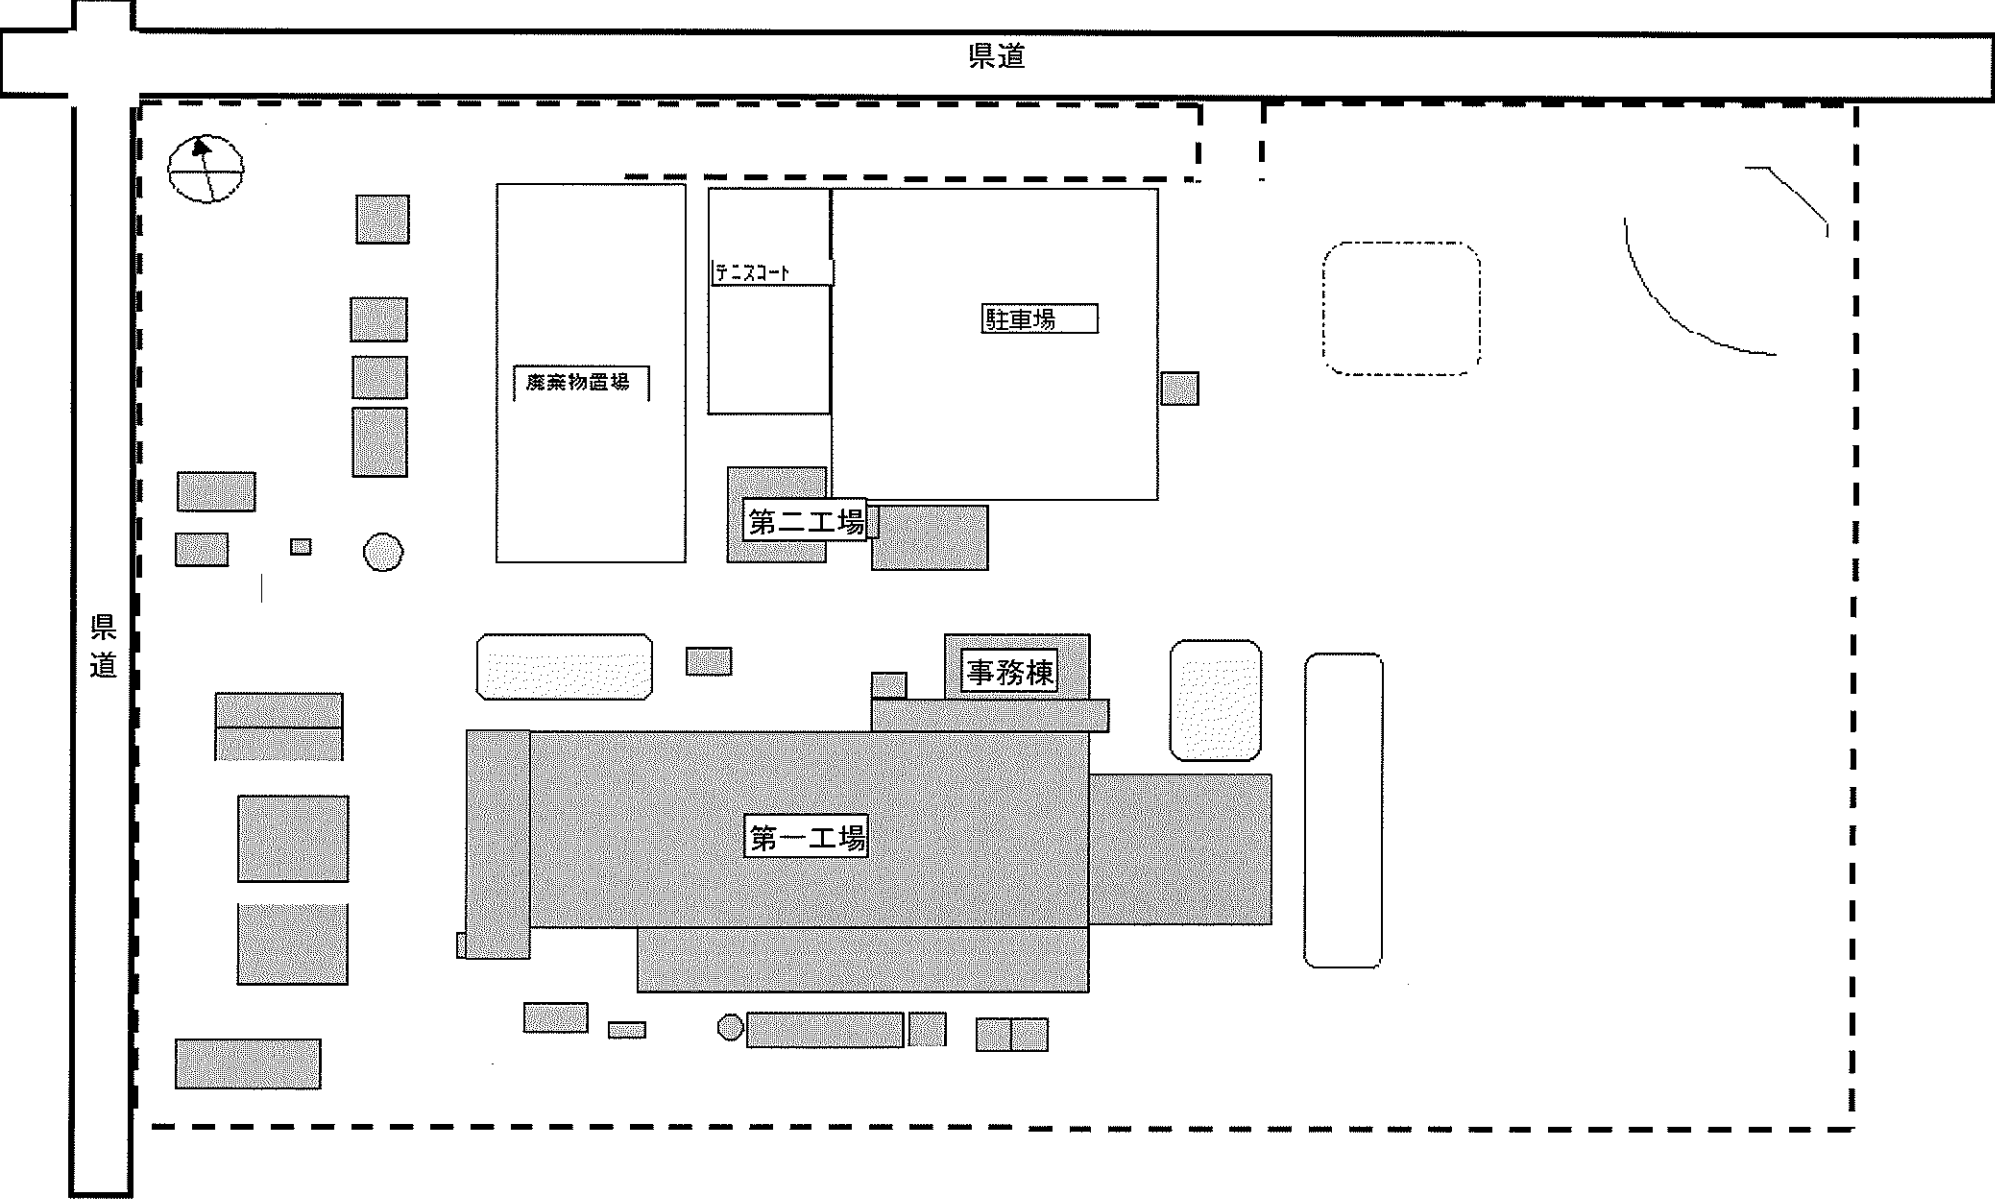 県道
テニスコート
駐車場
廃棄物置場
第二工場
県道
事務棟
第一工場